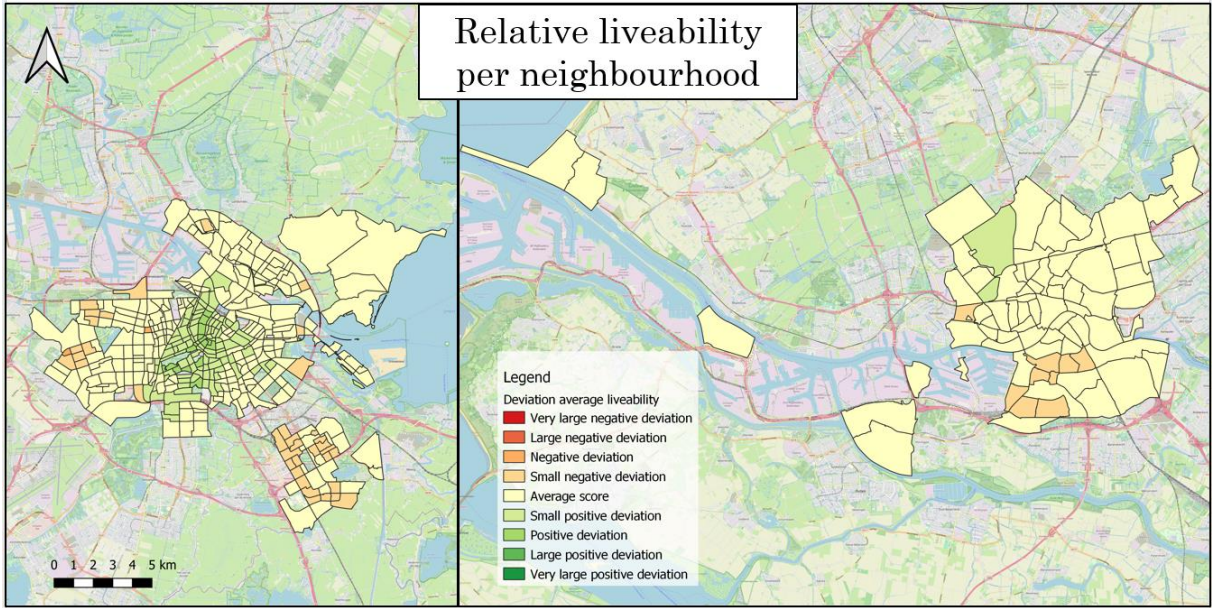 Relative liveability
per neighbourhood
Legend
Deviation average liveability
Very large negative deviation
Large negative deviation
Negative deviation
Small negative deviation
Average score
Small positive deviation
Positive deviation
Large positive deviation
Very large positive deviation
0 1 2 3 4 5 km